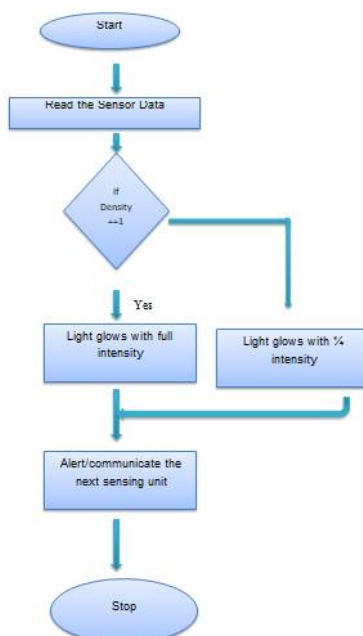 Start
Read the Sensor Data
If
Density
==1
Yes
Light glows with full
intensity
Light glows with ¼
intensity
Alert/communicate the
next sensing unit
Stop